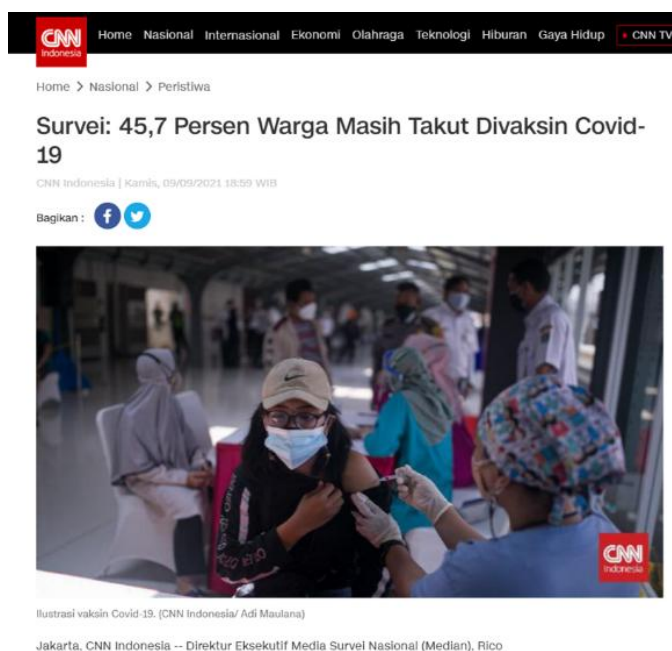 CNN
Indonesia
Home Nasional Internasional Ekonomi Olahraga Teknologi Hiburan Gaya Hidup CNN TV
Home > Nasional > Peristiwa
Survei: 45,7 Persen Warga Masih Takut Divaksin Covid-
19
CNN Indonesia | Kamis, 09/09/2021 18:59 WIB
Bagikan :
CNN
Indonesia
Ilustrasi vaksin Covid-19. (CNN Indonesia/ Adi Maulana)
Jakarta, CNN Indonesia -- Direktur Eksekutif Media Survei Nasional (Median), Rico